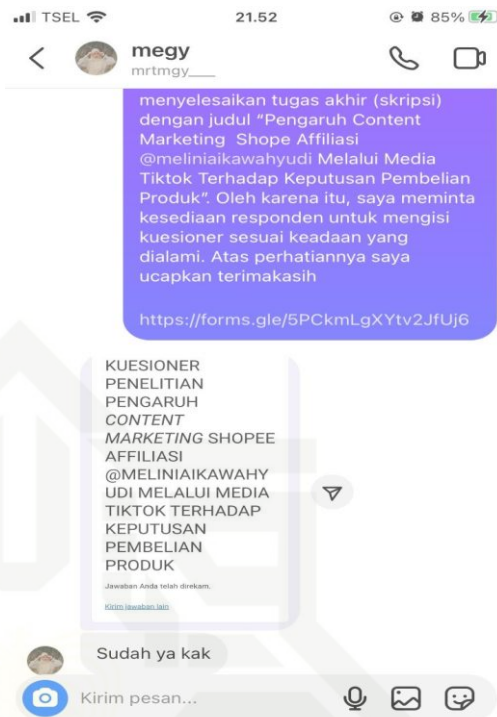 TSEL 21.52 85%
megy
mrtmgy___
menyelesaikan tugas akhir (skripsi)
dengan judul "Pengaruh Content
Marketing Shope Affiliasi
@meliniaikawahyudi Melalui Media
Tiktok Terhadap Keputusan Pembelian
Produk". Oleh karena itu, saya meminta
kesediaan responden untuk mengisi
kuesioner sesuai keadaan yang
dialami. Atas perhatiannya saya
ucapkan terimakasih
https://forms.gle/5PCkmLgXYtv2JfUj6
KUESIONER
PENELITIAN
PENGARUH
CONTENT
MARKETING SHOPEE
AFFILIASI
@MELINIAIKAWAHY
UDI MELALUI MEDIA
TIKTOK TERHADAP
KEPUTUSAN
PEMBELIAN
PRODUK
Jawaban Anda telah direkam.
Kirim jawaban lain
Sudah ya kak
Kirim pesan...